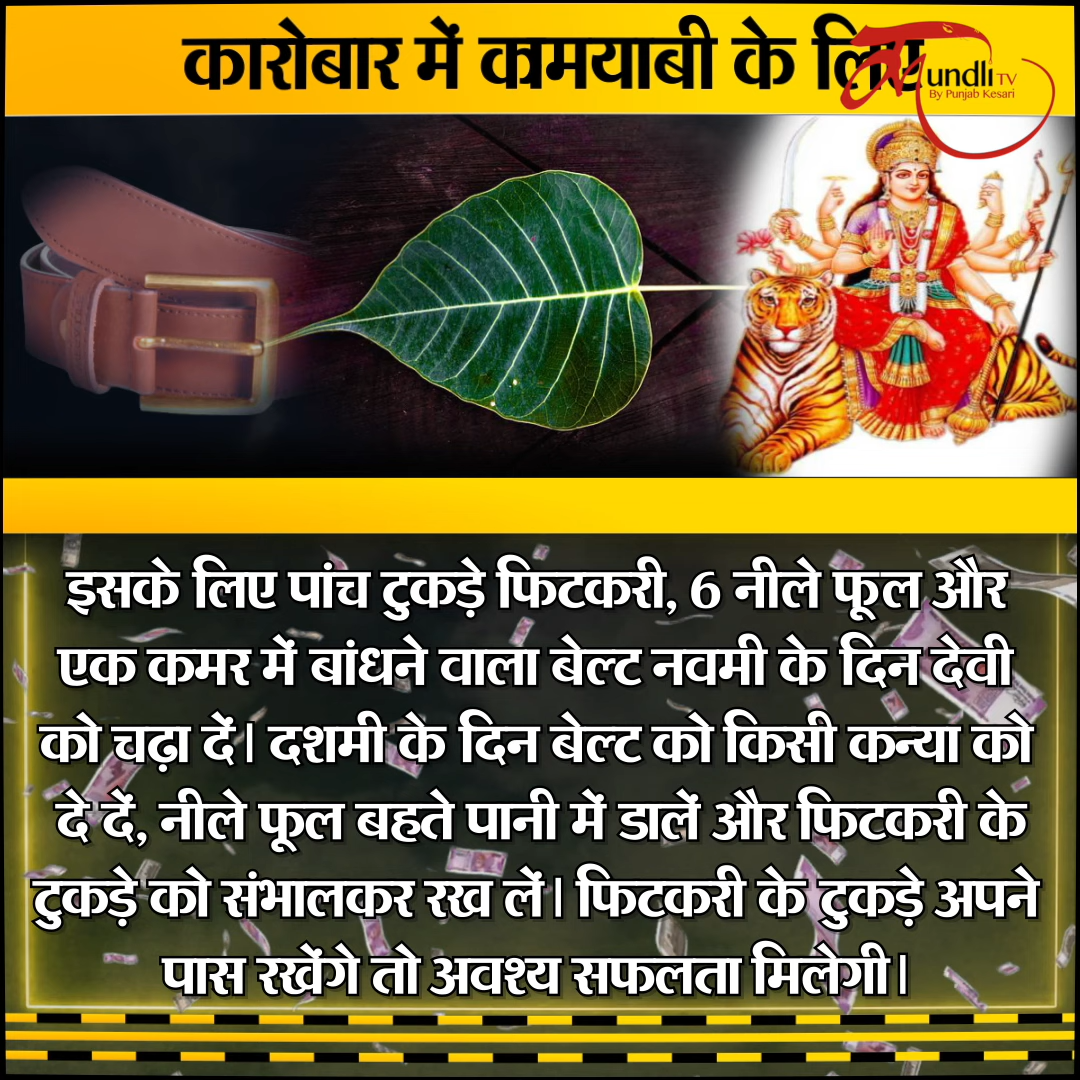 कारोबार में कामयाबी के लिए
undli TV
By Punjab Kesari
इसके लिए पांच टुकड़े फिटकरी, 6 नीले फूल और
एक कमर में बांधने वाला बेल्ट नवमी के दिन देवी
को चढ़ा दें। दशमी के दिन बेल्ट को किसी कन्या को
दे दें, नीले फूल बहते पानी में डालें और फिटकरी के
टुकड़े को संभालकर रख लें। फिटकरी के टुकड़े अपने
पास रखेंगे तो अवश्य सफलता मिलेगी।